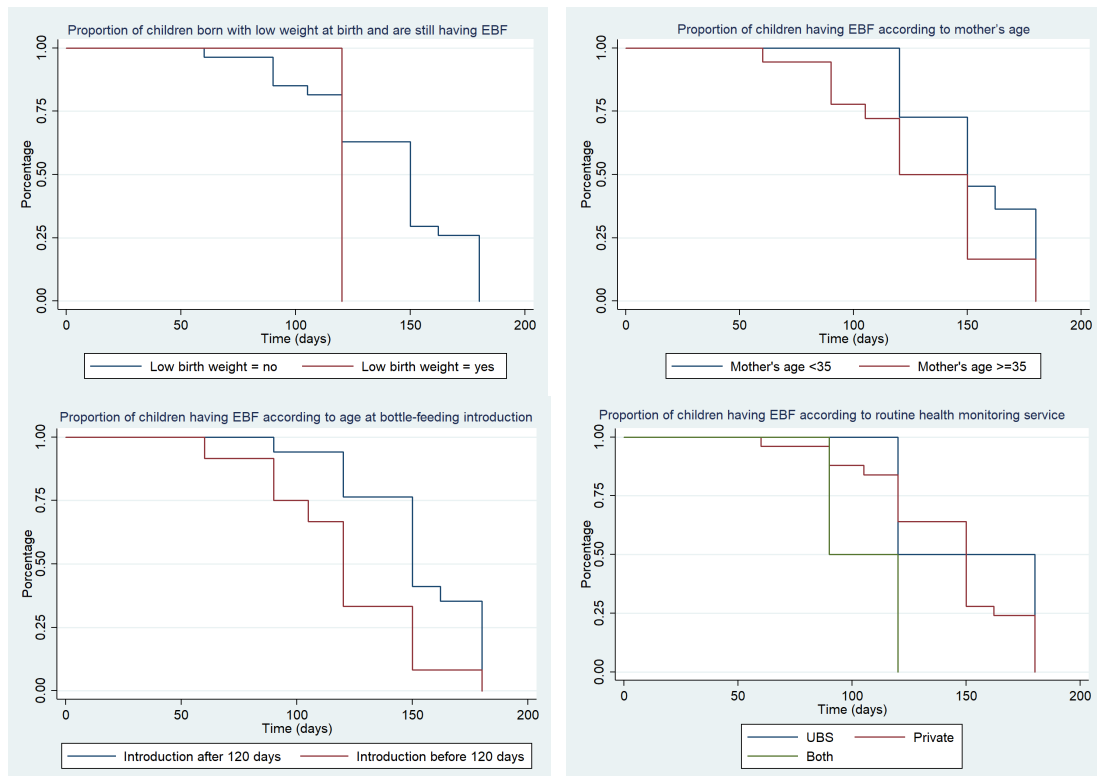 Proportion of children born with low weight at birth and are still having EBF
Porcentage
1.00
0.75
0.50
0.25
0.00
0 50 100 150 200
Time (days)
Low birth weight = no Low birth weight = yes
Proportion of children having EBF according to mother's age
Porcentage
1.00
0.75
0.50
0.25
0.00
0 50 100 150 200
Time (days)
Mother's age <35 Mother's age >=35
Proportion of children having EBF according to age at bottle-feeding introduction
Porcentage
1.00
0.75
0.50
0.25
0.00
0 50 100 150 200
Time (days)
Introduction after 120 days Introduction before 120 days
Proportion of children having EBF according to routine health monitoring service
Porcentage
1.00
0.75
0.50
0.25
0.00
0 50 100 150 200
Time (days)
UBS Private
Both